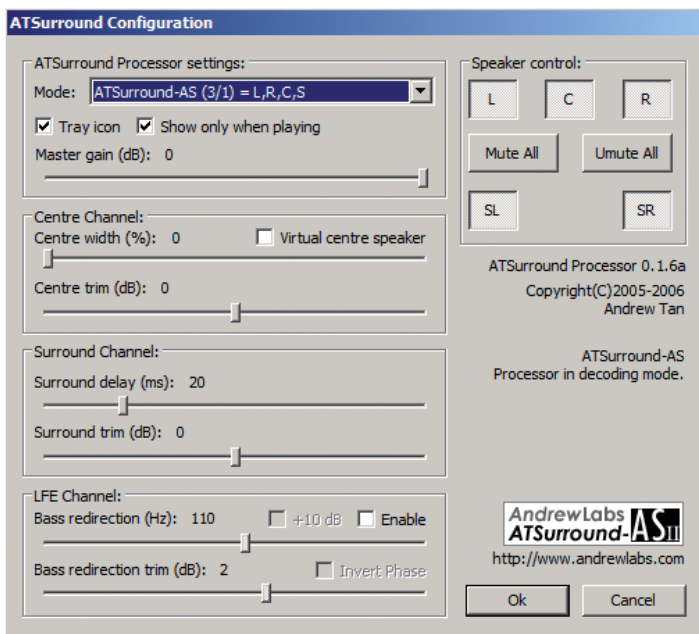 ATSurround Configuration
ATSurround Processor settings:
Mode: ATSurround-AS (3/1) = L,R,C,S
Tray icon Show only when playing
Master gain (dB): 0
Centre Channel:
Centre width (%): 0 Virtual centre speaker
Centre trim (dB): 0
Surround Channel:
Surround delay (ms): 20
Surround trim (dB): 0
LFE Channel:
Bass redirection (Hz): 110 +10 dB Enable
Bass redirection trim (dB): 2 Invert Phase
Speaker control:
L C R
Mute All Umute All
SL SR
ATSurround Processor 0.1.6a
Copyright(C)2005-2006
Andrew Tan
ATSurround-AS
Processor in decoding mode.
AndrewLabs
ATSurround-ASII
http://www.andrewlabs.com
Ok Cancel